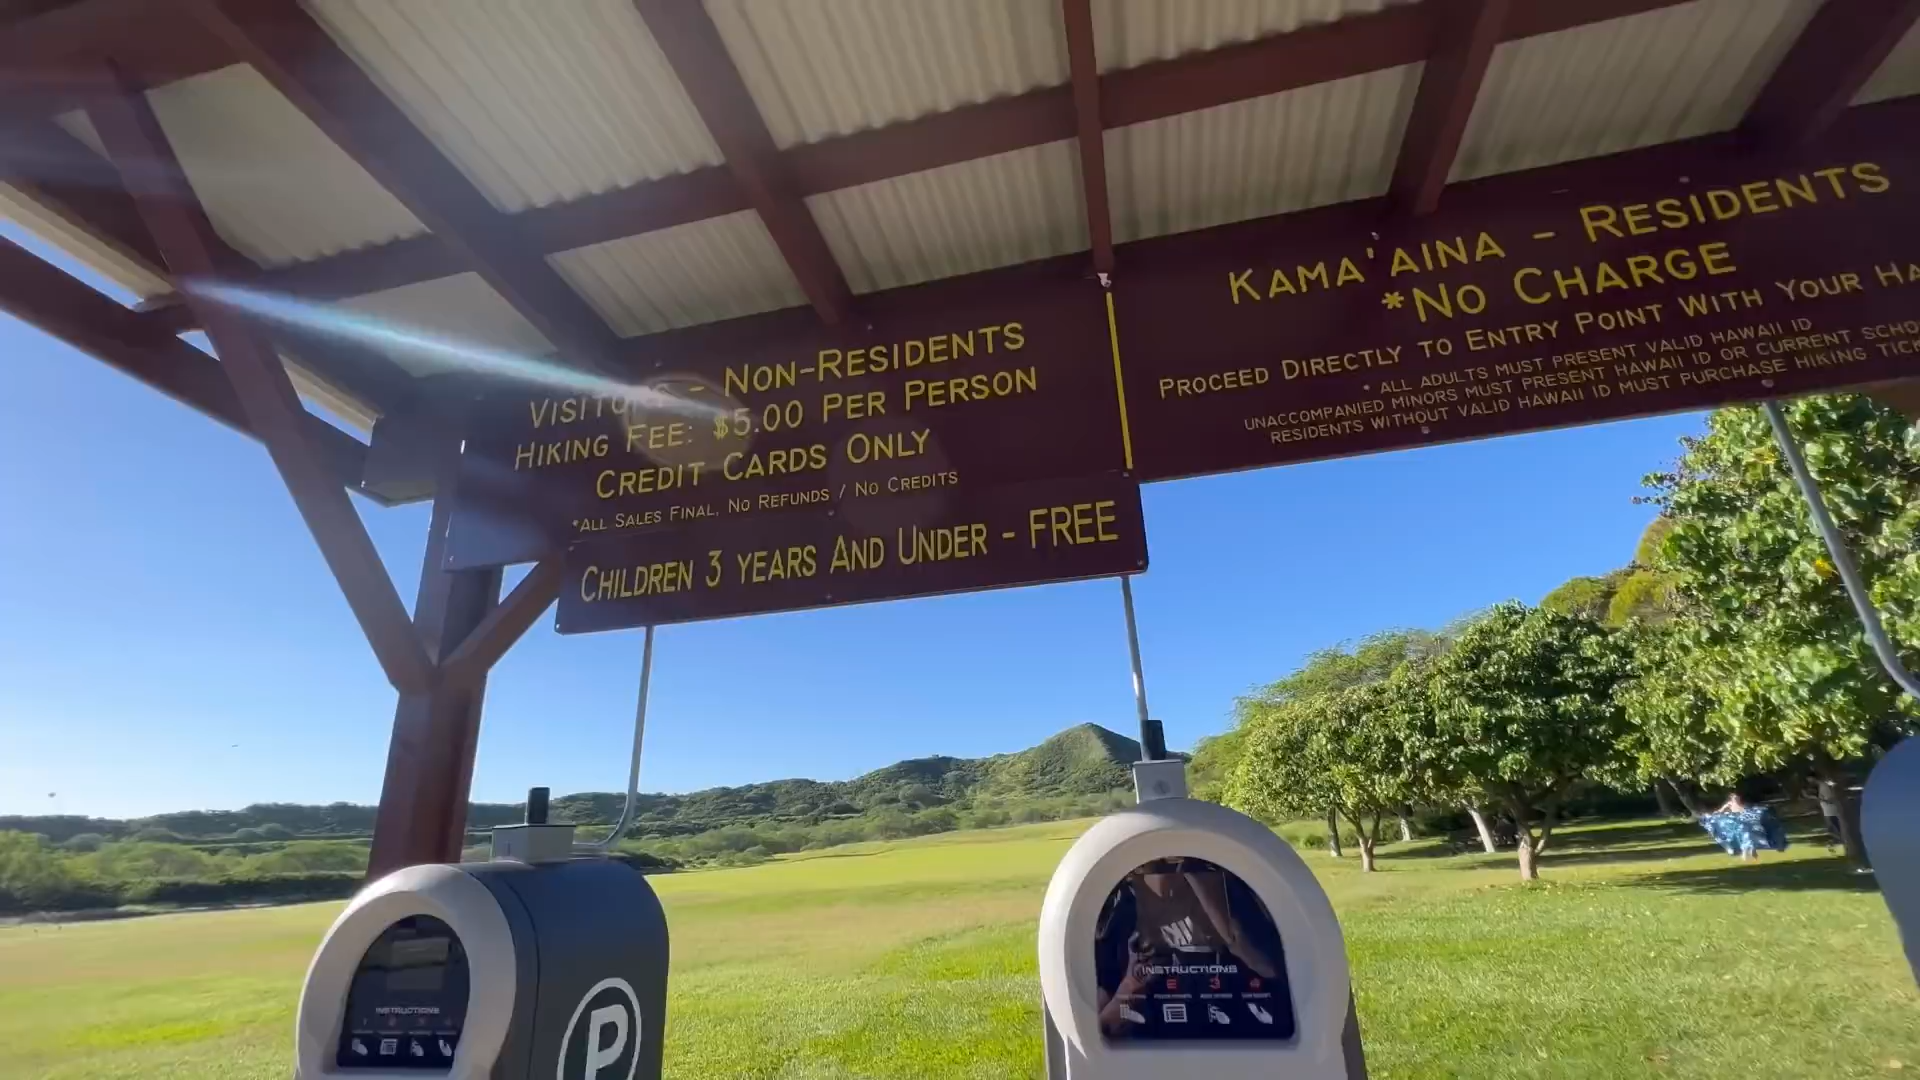 - Non-Residents
Hiking Fee: $5.00 Per Person
Credit Cards Only
*All Sales Final, No Refunds / No Credits
Children 3 years And Under - FREE
Kama'aina - Residents
*No Charge
Proceed Directly to Entry Point With Your
* All adults must present valid Hawaii ID
Unaccompanied minors must present Hawaii ID or current
Residents without valid Hawaii ID must purchase hiking
INSTRUCTIONS
P
INSTRUCTIONS
3